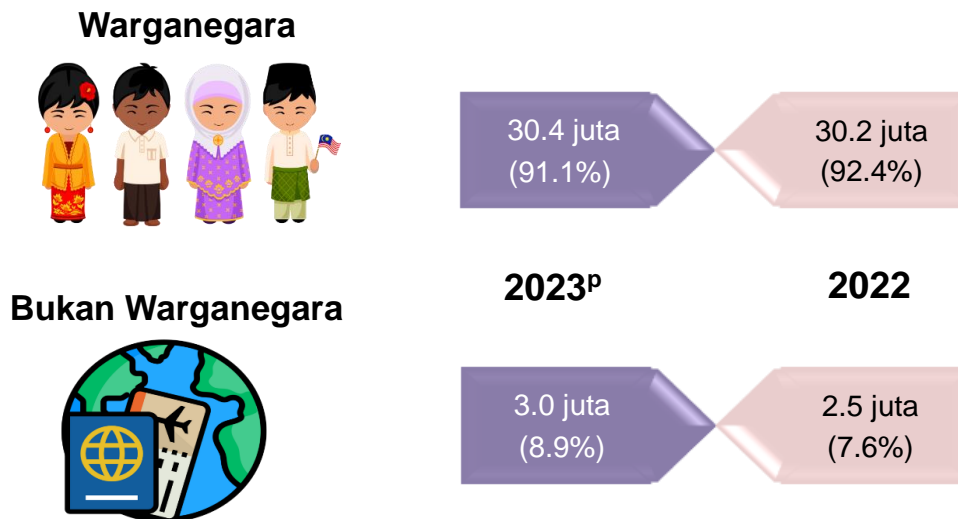 Warganegara
30.4 juta
(91.1%)
30.2 juta
(92.4%)
2023ᵖ
2022
Bukan Warganegara
3.0 juta
(8.9%)
2.5 juta
(7.6%)